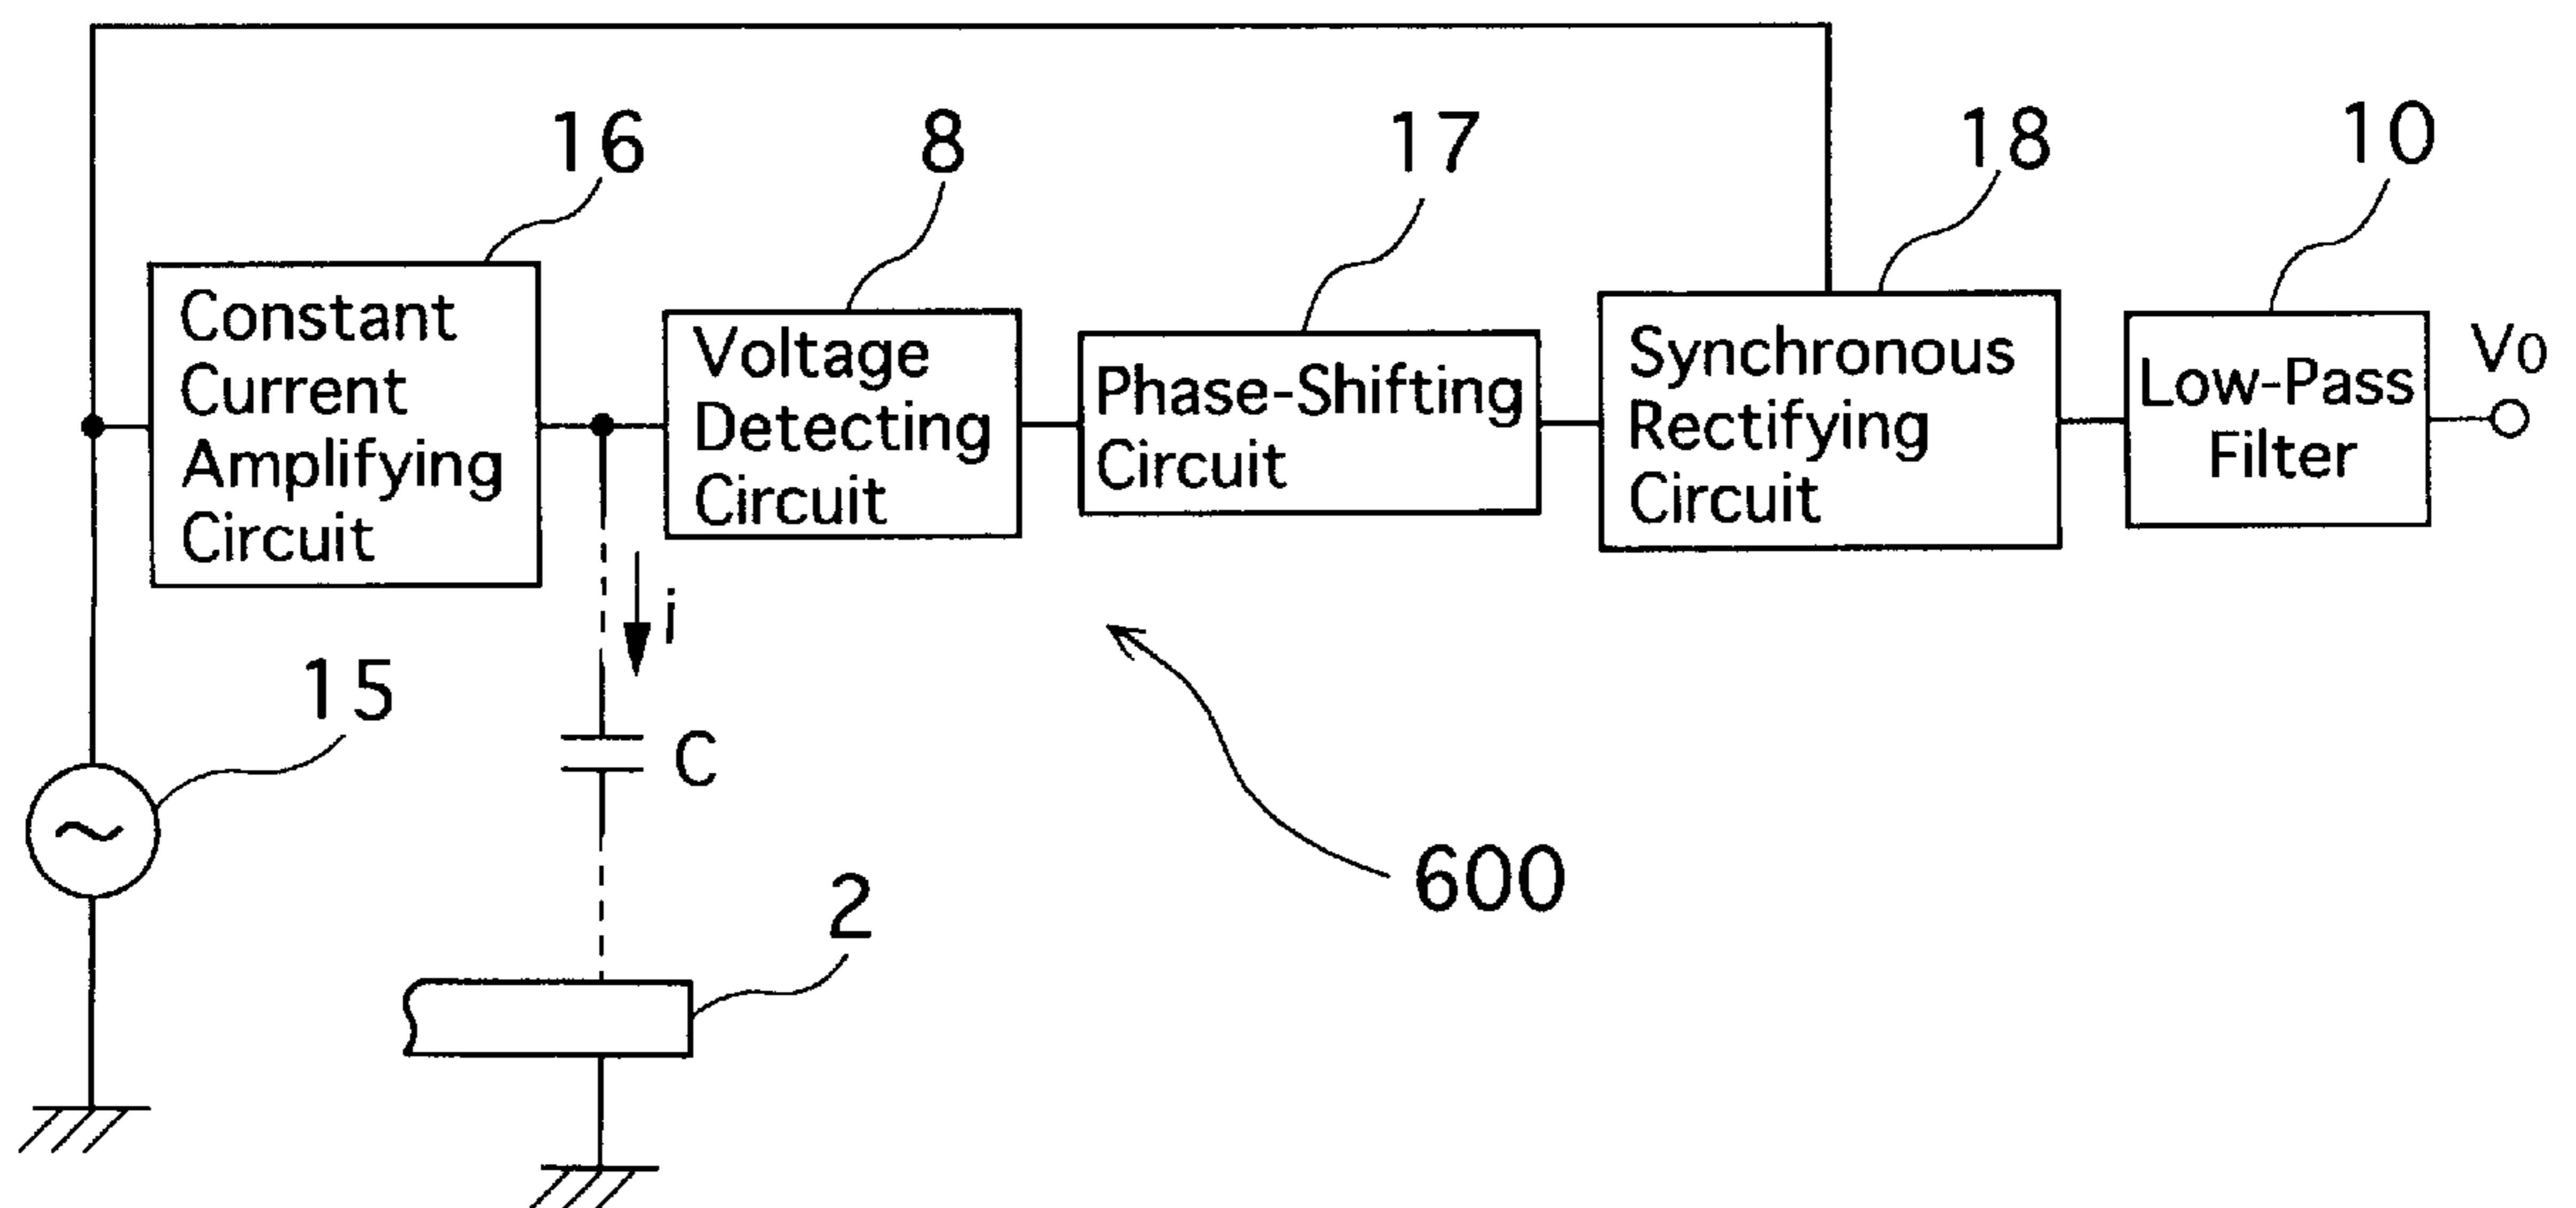 16
8
17
18
10
Constant
Current
Amplifying
Circuit
Voltage
Detecting
Circuit
Phase-Shifting
Circuit
Synchronous
Rectifying
Circuit
Low-Pass
Filter
V0
i
15
C
2
600